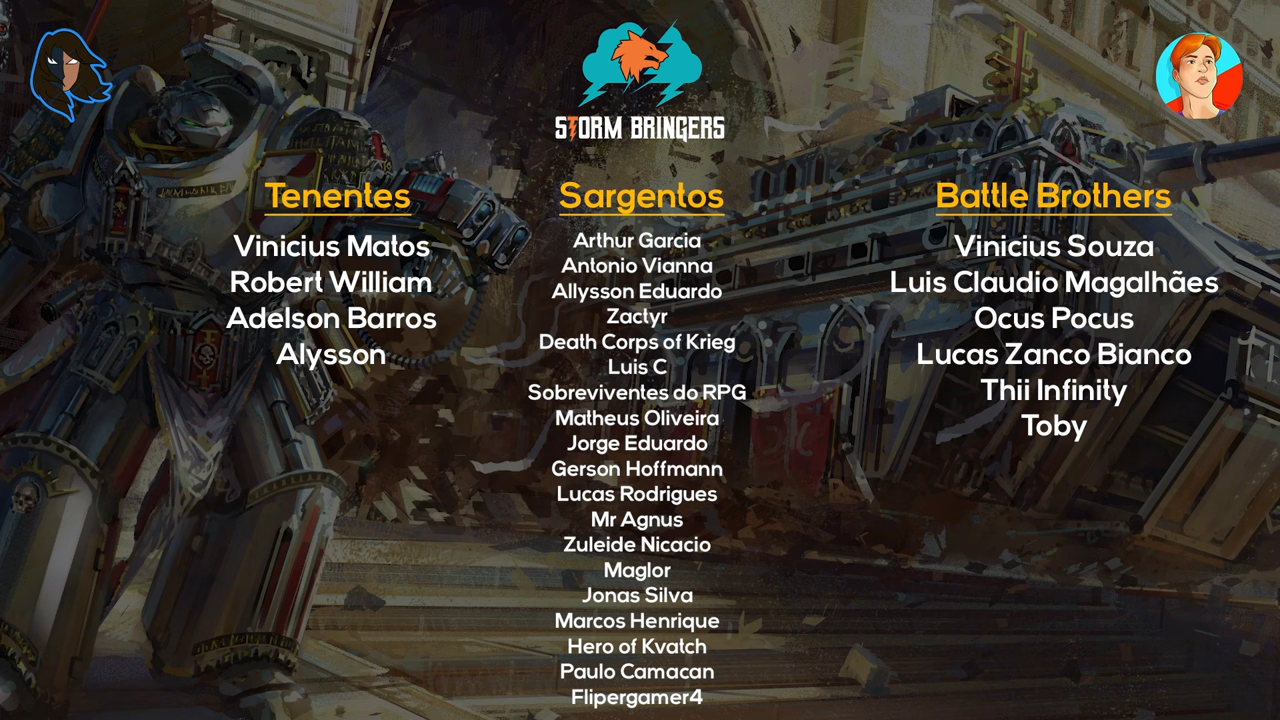 STORM BRINGERS
Tenentes
Vinicius Matos
Robert William
Adelson Barros
Alysson
Sargentos
Arthur Garcia
Antonio Vianna
Allysson Eduardo
Zactyr
Death Corps of Krieg
Luis C
Sobreviventes do RPG
Matheus Oliveira
Jorge Eduardo
Gerson Hoffmann
Lucas Rodrigues
Mr Agnus
Zuleide Nicacio
Maglor
Jonas Silva
Marcos Henrique
Hero of Kvatch
Paulo Camacan
Flipergamer4
Battle Brothers
Vinicius Souza
Luis Claudio Magalhães
Ocus Pocus
Lucas Zanco Bianco
Thii Infinity
Toby